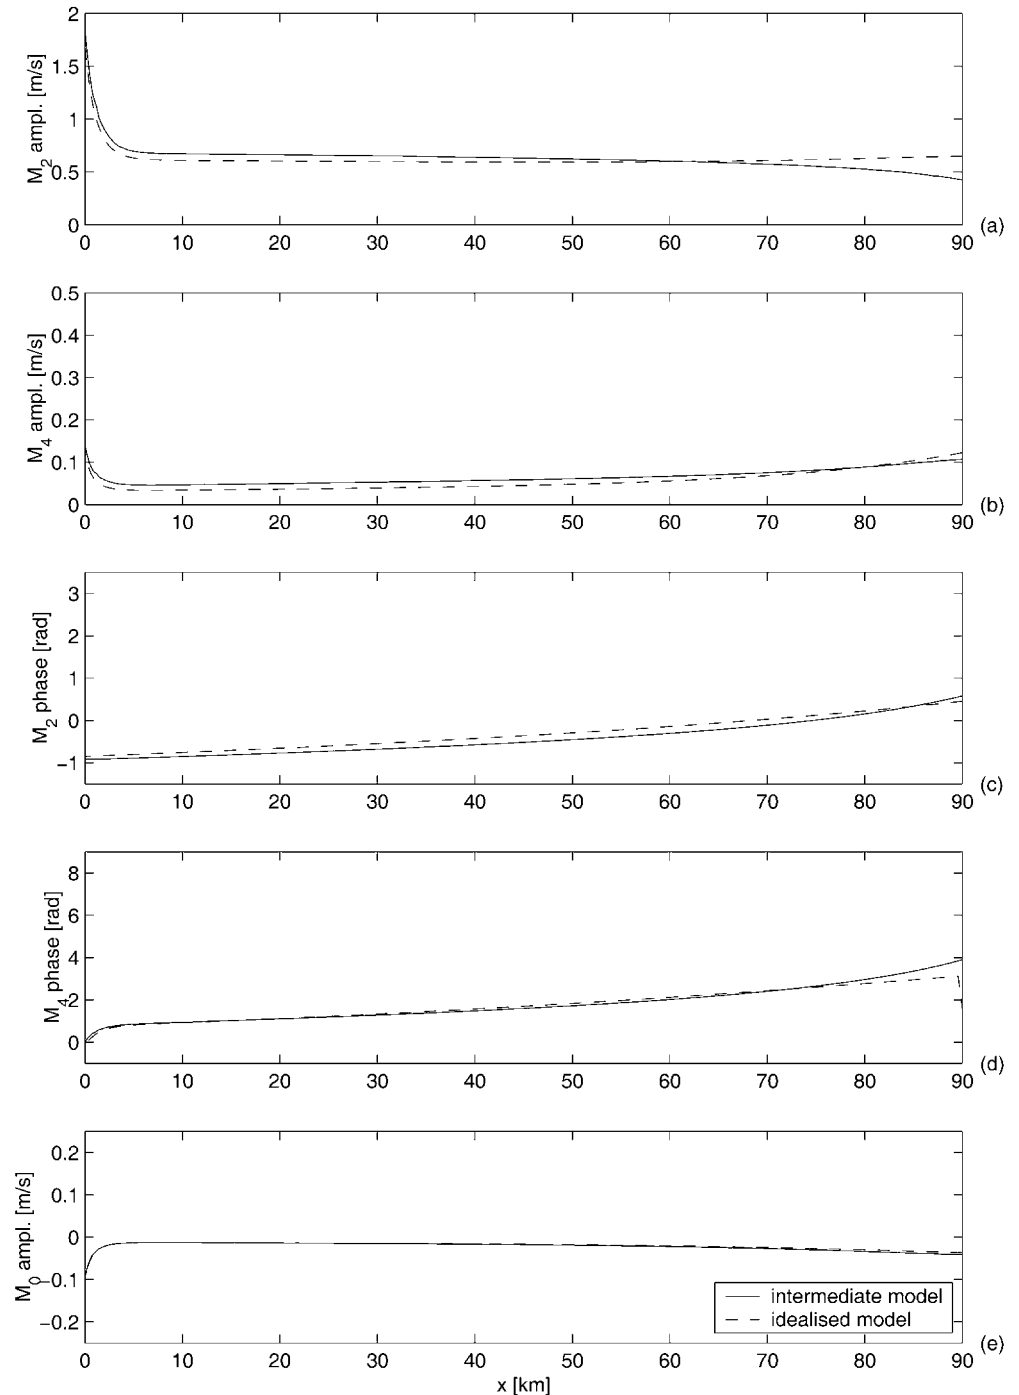 2
1.5
1
0.5
0
M2 ampl. [m/s]
0 10 20 30 40 50 60 70 80 90
(a)
0.5
0.4
0.3
0.2
0.1
0
M4 ampl. [m/s]
0 10 20 30 40 50 60 70 80 90
(b)
3
2
1
0
−1
M2 phase [rad]
0 10 20 30 40 50 60 70 80 90
(c)
8
6
4
2
0
M4 phase [rad]
0 10 20 30 40 50 60 70 80 90
(d)
0.2
0.1
0
−0.1
−0.2
M0 ampl. [m/s]
intermediate model
idealised model
0 10 20 30 40 50 60 70 80 90
(e)
x [km]